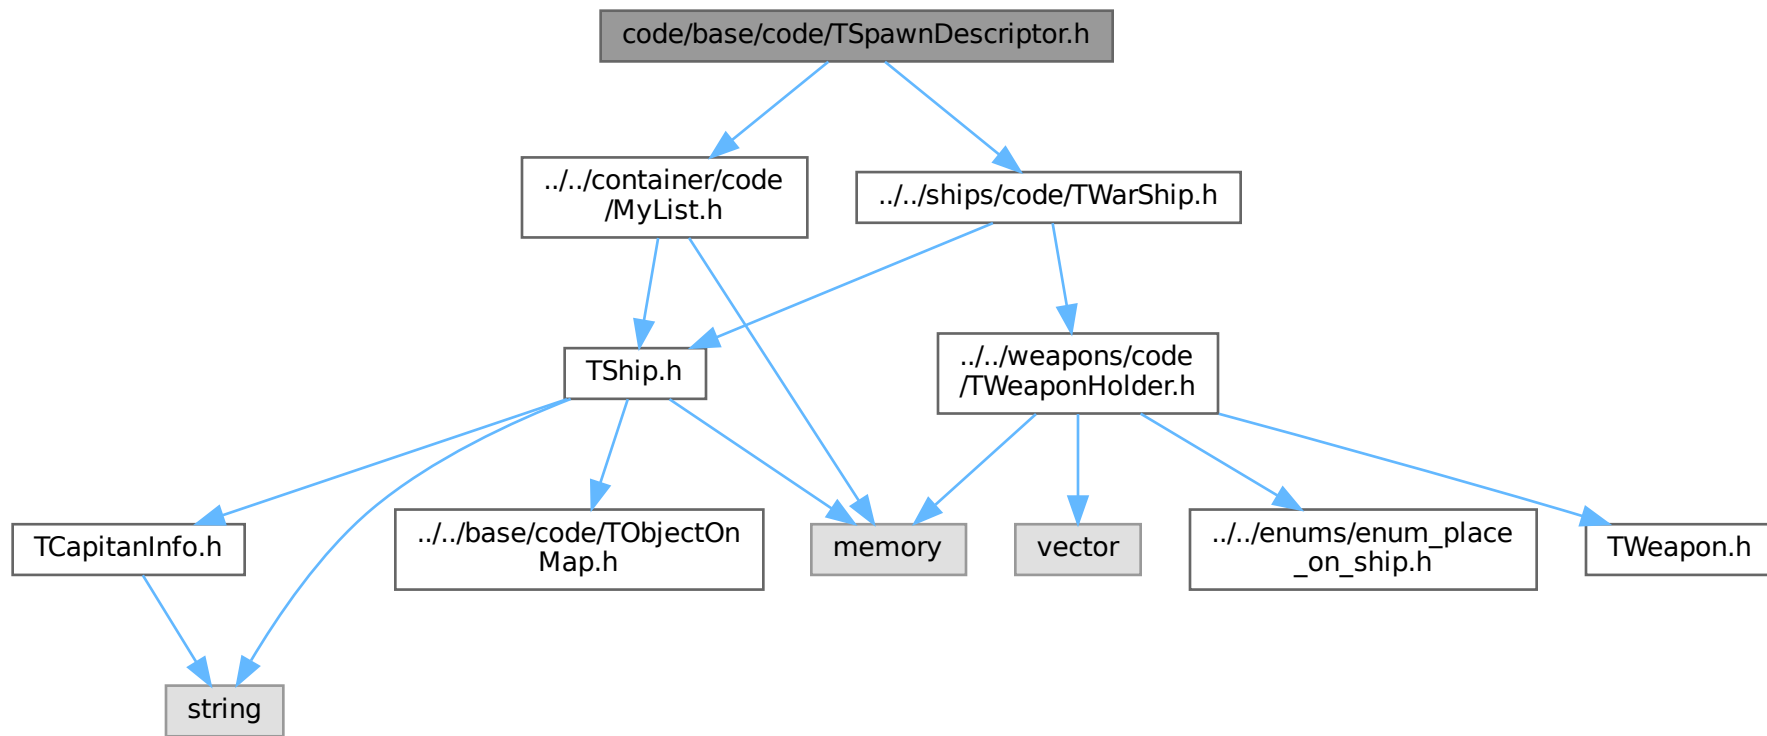 code/base/code/TSpawnDescriptor.h
../../container/code
/MyList.h
../../ships/code/TWarShip.h
TShip.h
../../weapons/code
/TWeaponHolder.h
TCapitanInfo.h
../../base/code/TObjectOn
Map.h
memory
vector
../../enums/enum_place
_on_ship.h
TWeapon.h
string